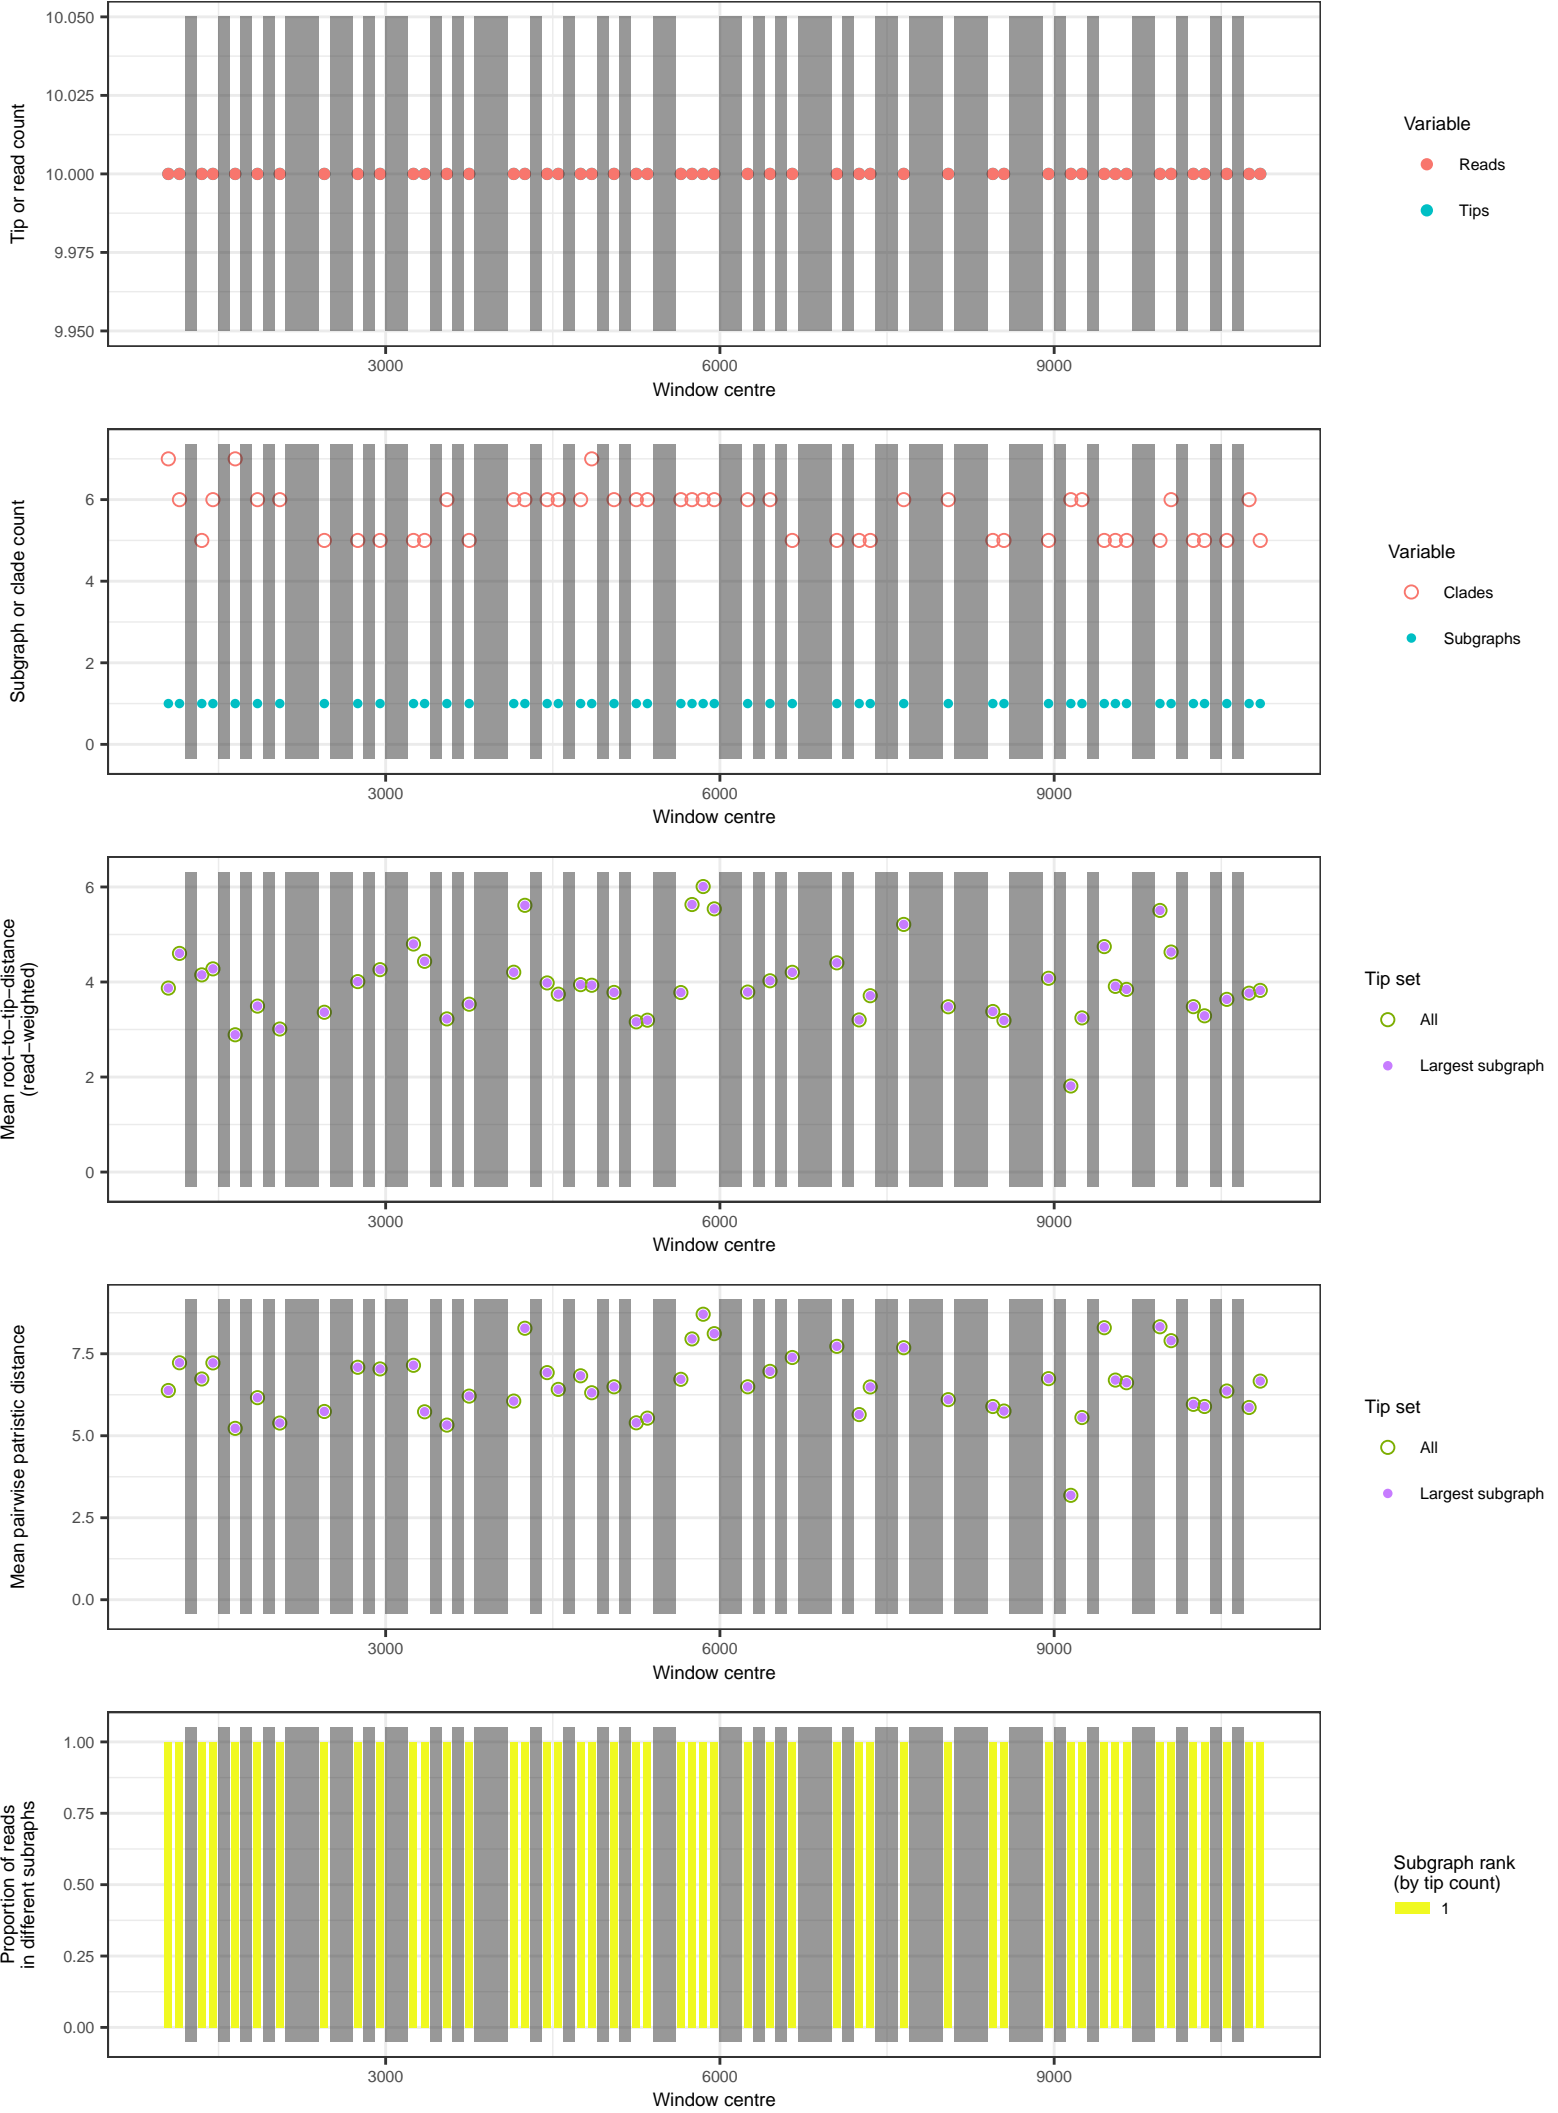 10.050
10.025
10.000
9.975
9.950
Tip or read count
3000
6000
9000
Window centre
Variable
Reads
Tips
6
4
2
0
Subgraph or clade count
3000
6000
9000
Window centre
Variable
Clades
Subgraphs
6
4
2
0
Mean root−to−tip−distance
(read−weighted)
3000
6000
9000
Window centre
Tip set
All
Largest subgraph
7.5
5.0
2.5
0.0
Mean pairwise patristic distance
3000
6000
9000
Window centre
Tip set
All
Largest subgraph
1.00
0.75
0.50
0.25
0.00
Proportion of reads
in different subraphs
3000
6000
9000
Window centre
Subgraph rank
(by tip count)
1